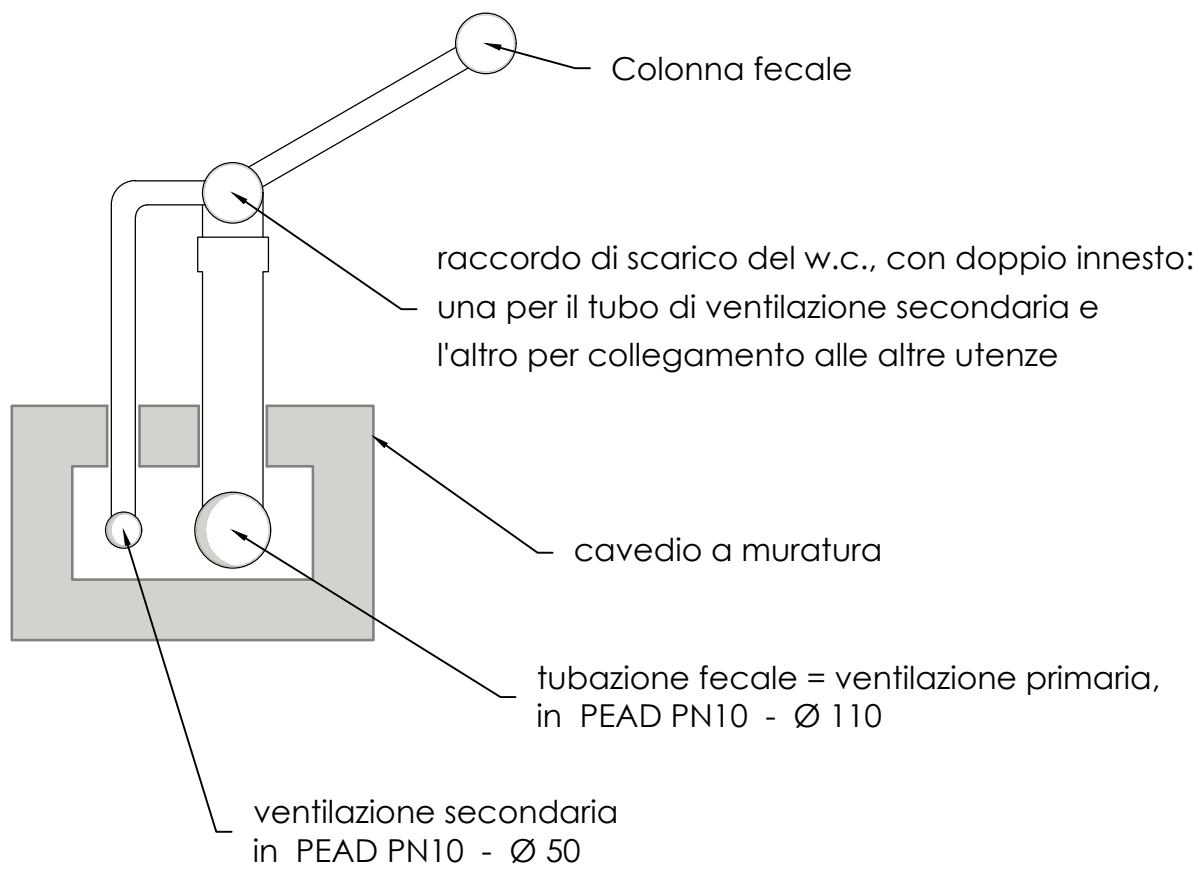 Colonna fecale
raccordo di scarico del w.c., con doppio innesto:
una per il tubo di ventilazione secondaria e
l'altro per collegamento alle altre utenze
cavedio a muratura
tubazione fecale = ventilazione primaria,
in PEAD PN10 - Ø 110
ventilazione secondaria
in PEAD PN10 - Ø 50